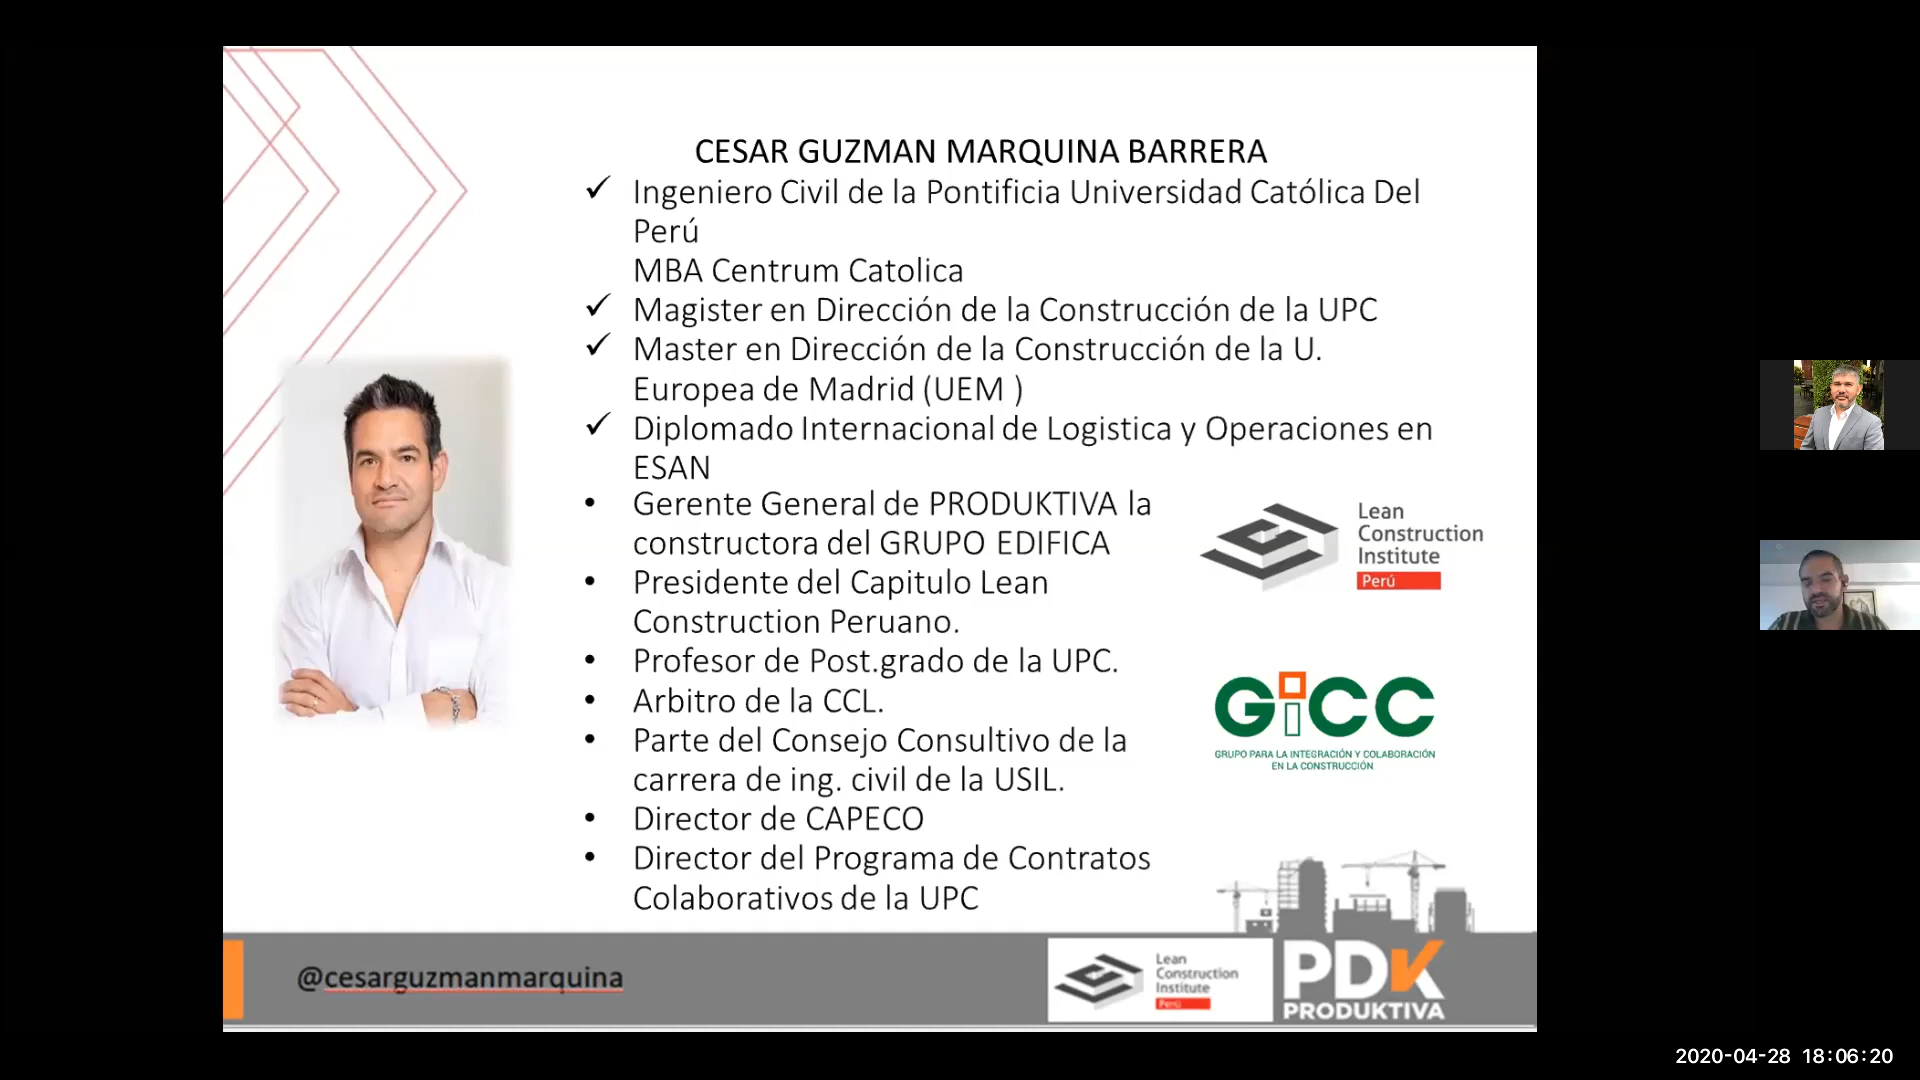 CESAR GUZMAN MARQUINA BARRERA
Ingeniero Civil de la Pontificia Universidad Católica Del
Perú
MBA Centrum Catolica
Magister en Dirección de la Construcción de la UPC
Master en Dirección de la Construcción de la U.
Europea de Madrid (UEM )
Diplomado Internacional de Logistica y Operaciones en
ESAN
• Gerente General de PRODUKTIVA la
constructora del GRUPO EDIFICA
• Presidente del Capitulo Lean
Construction Peruano.
• Profesor de Post.grado de la UPC.
• Arbitro de la CCL.
• Parte del Consejo Consultivo de la
carrera de ing. civil de la USIL.
• Director de CAPECO
• Director del Programa de Contratos
Colaborativos de la UPC
Lean
Construction
Institute
Perú
GiCC
GRUPO PARA LA INTEGRACIÓN Y COLABORACIÓN
EN LA CONSTRUCCIÓN
@cesarguzmanmarquina
Lean
Construction
Institute
Perú
PDK
PRODUKTIVA
2020-04-28 18:06:20